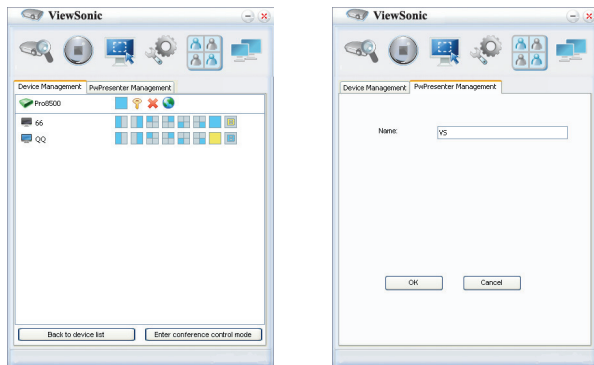 ViewSonic
Device Management PwPresenter Management
Pro8500
66
QQ
Back to device list Enter conference control mode
ViewSonic
Device Management PwPresenter Management
Name: VS
OK Cancel